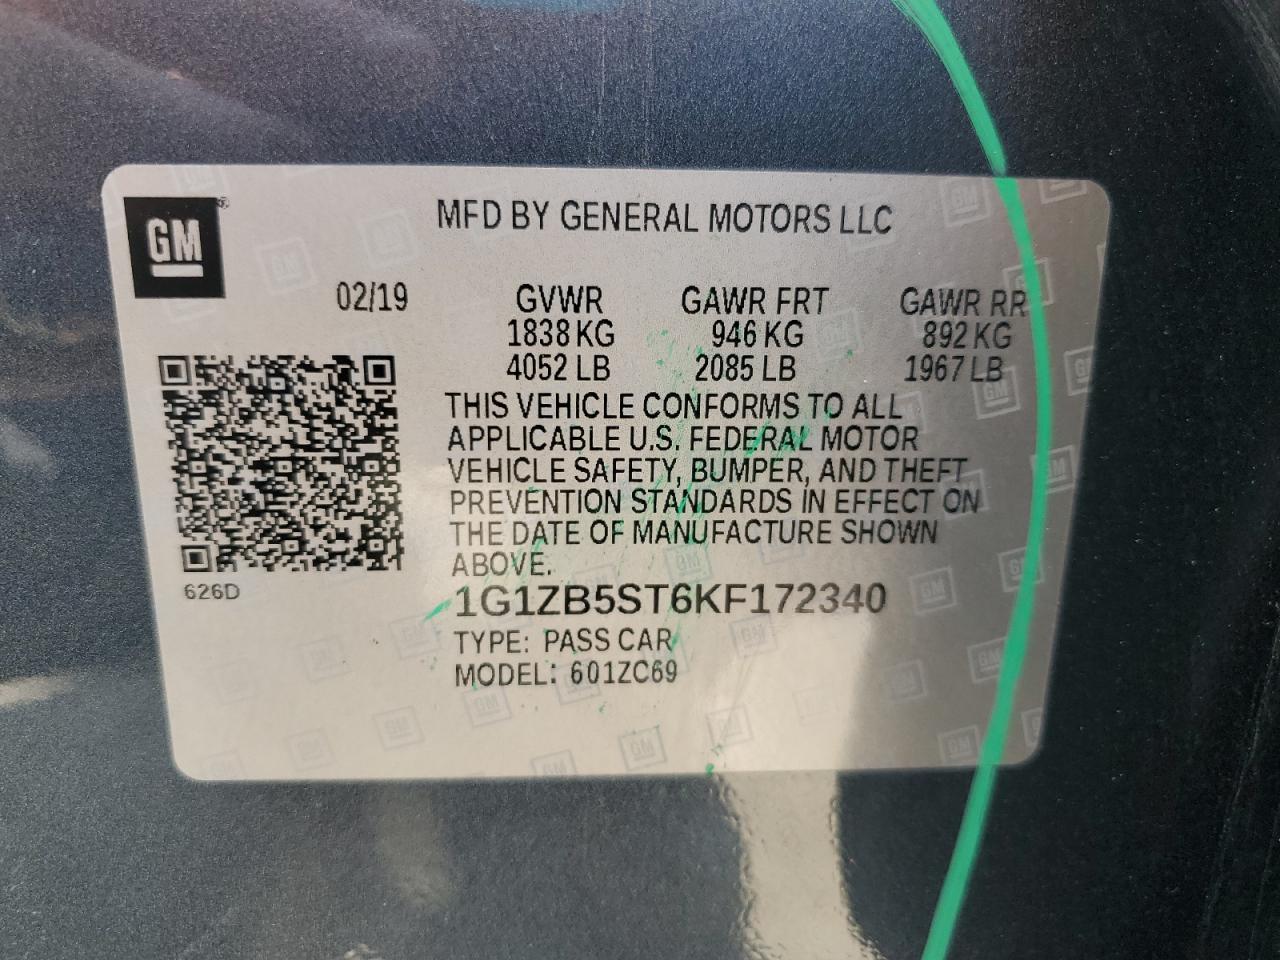 GM®
MFD BY GENERAL MOTORS LLC
02/19
GVWR GAWR FRT GAWR RR
1838 KG 946 KG 892 KG
4052 LB 2085 LB 1967 LB
THIS VEHICLE CONFORMS TO ALL
APPLICABLE U.S. FEDERAL MOTOR
VEHICLE SAFETY, BUMPER, AND THEFT
PREVENTION STANDARDS IN EFFECT ON
THE DATE OF MANUFACTURE SHOWN
ABOVE.
626D
1G1ZB5ST6KF172340
TYPE: PASS CAR
MODEL: 601ZC69